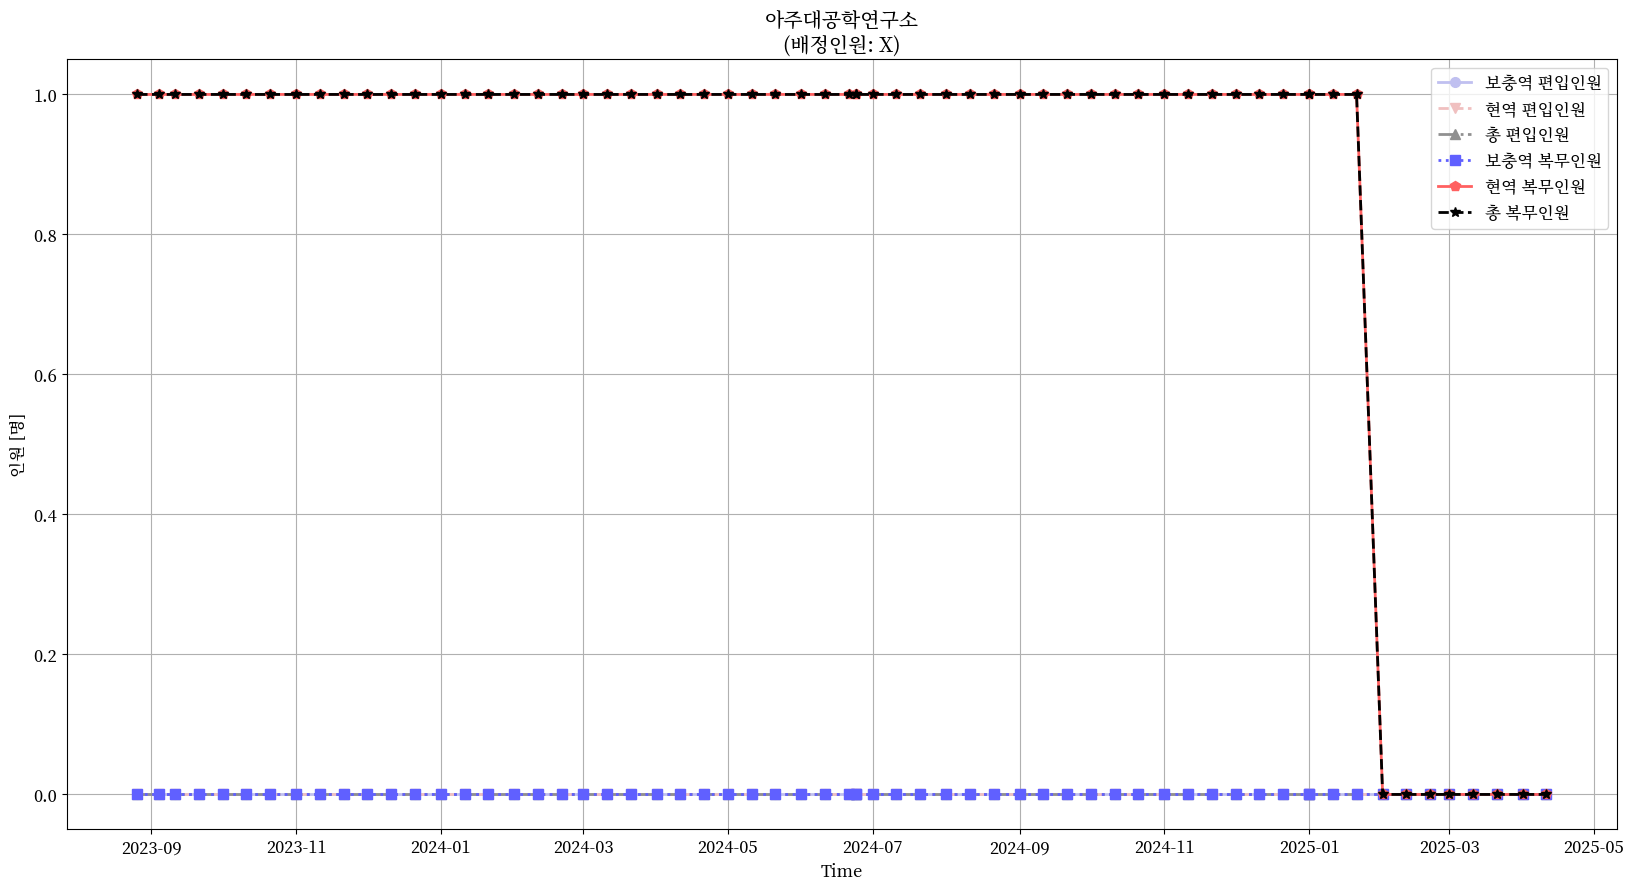 아주대공학연구소
(배정인원: X)
보충역 편입인원
현역 편입인원
총 편입인원
보충역 복무인원
현역 복무인원
총 복무인원
인원 [명]
1.0
0.8
0.6
0.4
0.2
0.0
2023-09
2023-11
2024-01
2024-03
2024-05
2024-07
2024-09
2024-11
2025-01
2025-03
2025-05
Time